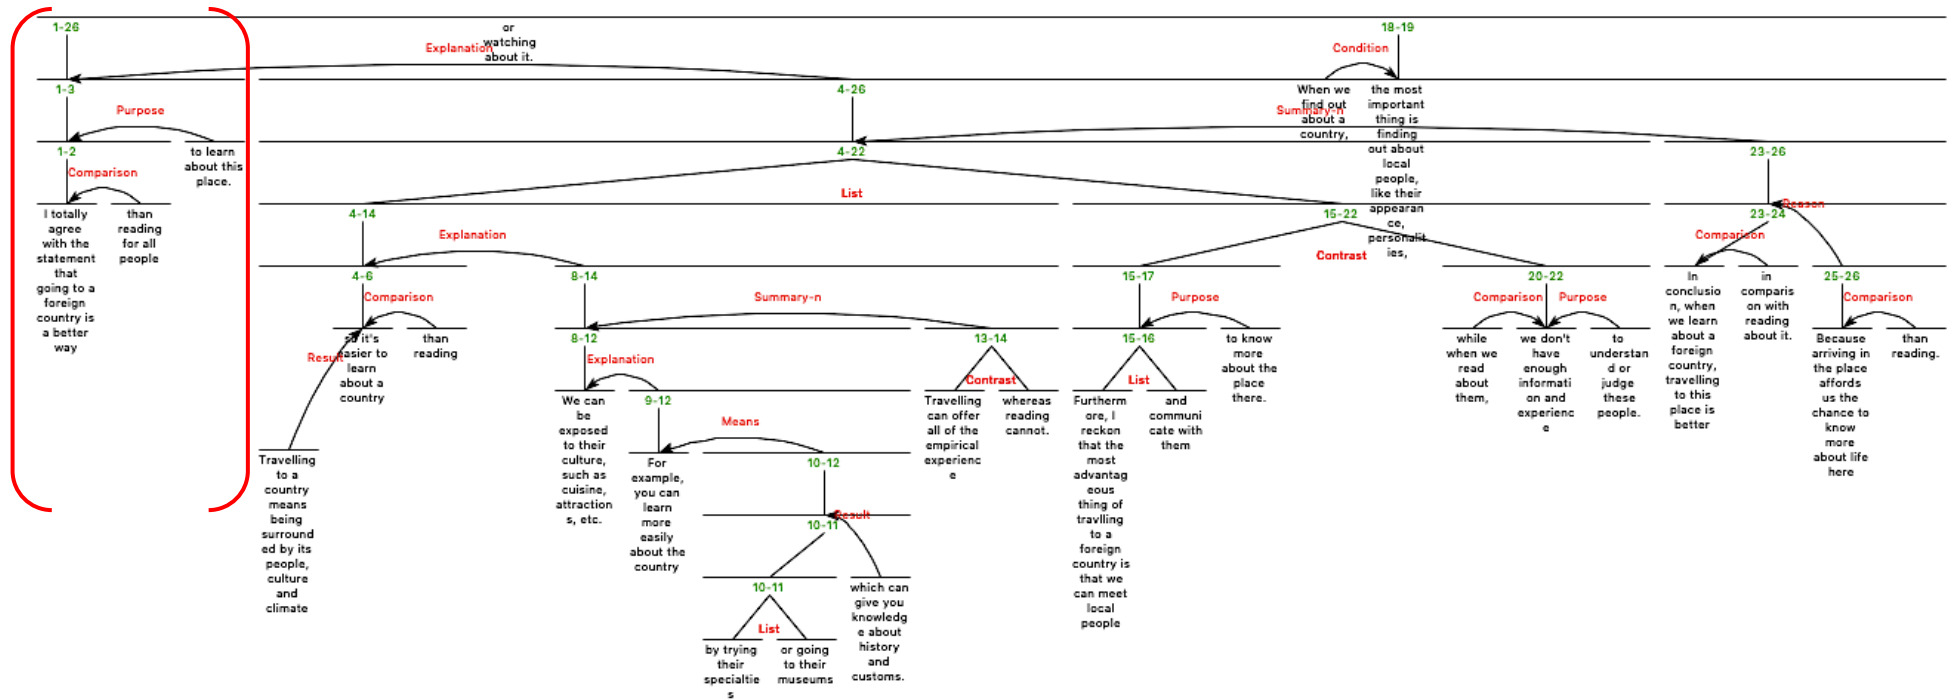 1-26
or
watching
about it.
Explanation
18-19
Condition
1-3
Purpose
4-26
When we
find out
about a
country,
the most
important
thing is
finding
out about
local
people,
like their
appearan
ce,
personalit
ies,
Summary-n
1-2
to learn
about this
place.
Comparison
4-22
List
23-26
I totally
agree
with the
statement
that
going to a
foreign
country is
a better
way
than
reading
for all
people
4-14
Explanation
15-22
Contrast
Reason
23-24
Comparison
4-6
Comparison
8-14
Summary-n
15-17
Purpose
20-22
Comparison
Purpose
In
conclusio
n, when
we learn
about a
foreign
country,
travelling
to this
place is
better
in
comparis
on with
reading
about it.
25-26
Comparison
so it's
easier to
learn
about a
country
than
reading
Result
8-12
Explanation
13-14
Contrast
15-16
List
to know
more
about the
place
there.
while
when we
read
about
them,
we don't
have
enough
informati
on and
experienc
e
to
understan
d or
judge
these
people.
Because
arriving in
the place
affords
us the
chance to
know
more
about life
here
than
reading.
Travelling
to a
country
means
being
surround
ed by its
people,
culture
and
climate
We can
be
exposed
to their
culture,
such as
cuisine,
attraction
s, etc.
9-12
Means
Travelling
can offer
all of the
empirical
experienc
e
whereas
reading
cannot.
Furtherm
ore, I
reckon
that the
most
advantag
eous
thing of
travlling
to a
foreign
country is
that we
can meet
local
people
and
communi
cate with
them
For
example,
you can
learn
more
easily
about the
country
10-12
Result
10-11
10-11
List
which can
give you
knowledg
e about
history
and
customs.
by trying
their
specialtie
s
or going
to their
museums